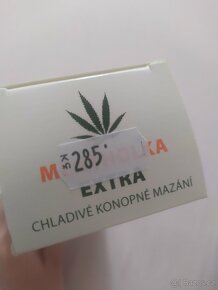 285,-
EXTRA
CHLADIVÉ KONOPNÉ MAZÁNÍ